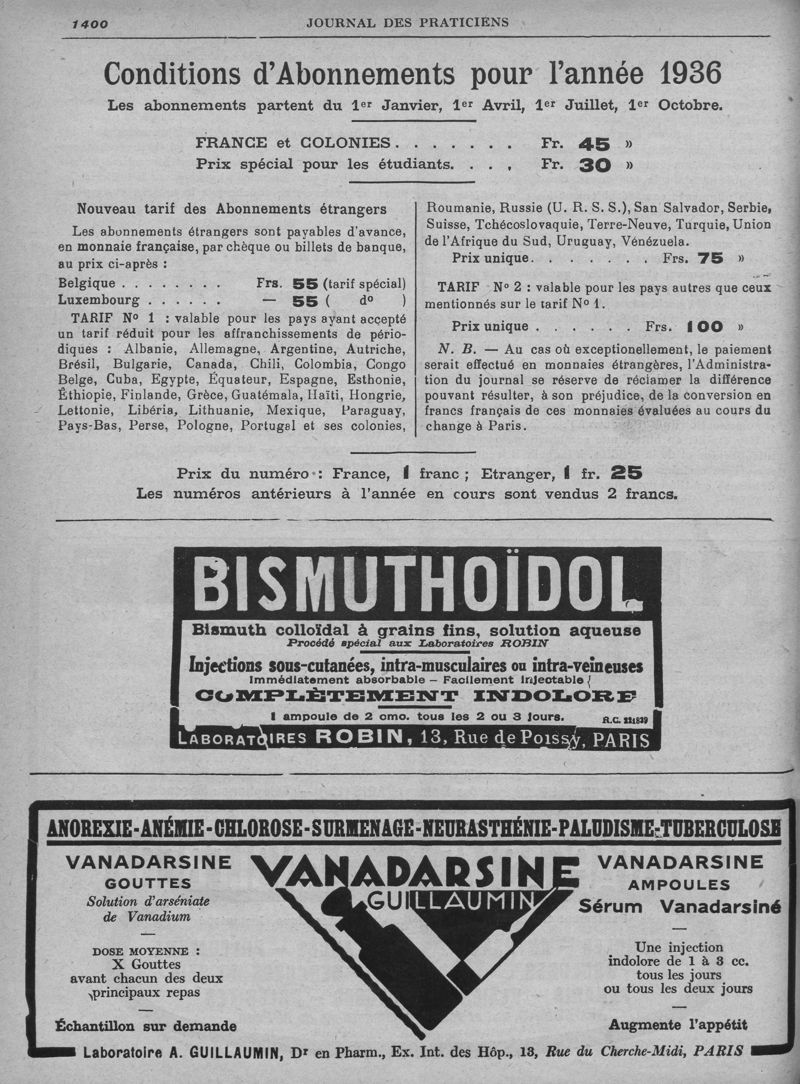 1400
JOURNAL DES PRATICIENS
Conditions d'Abonnements pour l'année 1936
Les abonnements partent du 1er Janvier, 1er Avril, 1er Juillet, 1er Octobre.
FRANCE et COLONIES . . . . . . . Fr. 45 »
Prix spécial pour les étudiants. . . . Fr. 30 »
Nouveau tarif des Abonnements étrangers
Les abonnements étrangers sont payables d'avance,
en monnaie française, par chèque ou billets de banque,
au prix ci-après :
Belgique . . . . . . . . Frs. 55 (tarif spécial)
Luxembourg . . . . . . — 55 ( do )
TARIF No 1 : valable pour les pays ayant accepté
un tarif réduit pour les affranchissements de pério-
diques : Albanie, Allemagne, Argentine, Autriche,
Brésil, Bulgarie, Canada, Chili, Colombia, Congo
Belge, Cuba, Egypte, Équateur, Espagne, Esthonie,
Éthiopie, Finlande, Grèce, Guatémala, Haïti, Hongrie,
Lettonie, Libéria, Lithuanie, Mexique, Paraguay,
Pays-Bas, Perse, Pologne, Portugal et ses colonies,
Roumanie, Russie (U. R. S. S.), San Salvador, Serbie,
Suisse, Tchécoslovaquie, Terre-Neuve, Turquie, Union
de l'Afrique du Sud, Uruguay, Vénézuela.
Prix unique. . . . . . . . Frs. 75 »
TARIF No 2 : valable pour les pays autres que ceux
mentionnés sur le tarif No 1.
Prix unique . . . . . . Frs. 100 »
N. B. — Au cas où exceptionellement, le paiement
serait effectué en monnaies étrangères, l'Administra-
tion du journal se réserve de réclamer la différence
pouvant résulter, à son préjudice, de la conversion en
francs français de ces monnaies évaluées au cours du
change à Paris.
Prix du numéro : France, 1 franc ; Etranger, 1 fr. 25
Les numéros antérieurs à l'année en cours sont vendus 2 francs.
BISMUTHOÏDOL
Bismuth colloïdal à grains fins, solution aqueuse
Procédé spécial aux Laboratoires ROBIN
Injections sous-cutanées, intra-musculaires ou intra-veineuses
Immédiatement absorbable — Facilement injectable
COMPLÈTEMENT INDOLORE
1 ampoule de 2 cmc. tous les 2 ou 3 jours.
R.C. 221839
LABORATOIRES ROBIN, 13, Rue de Poissy, PARIS
ANOREXIE-ANÉMIE-CHLOROSE-SURMENAGE-NEURASTHÉNIE-PALUDISME-TUBERCULOSE
VANADARSINE
GOUTTES
Solution d'arséniate
de Vanadium
DOSE MOYENNE :
X Gouttes
avant chacun des deux
principaux repas
Échantillon sur demande
VANADARSINE
GUILLAUMIN
VANADARSINE
AMPOULES
Sérum Vanadarsiné
Une injection
indolore de 1 à 3 cc.
tous les jours
ou tous les deux jours
Augmente l'appétit
Laboratoire A. GUILLAUMIN, Dr en Pharm., Ex. Int. des Hôp., 13, Rue du Cherche-Midi, PARIS